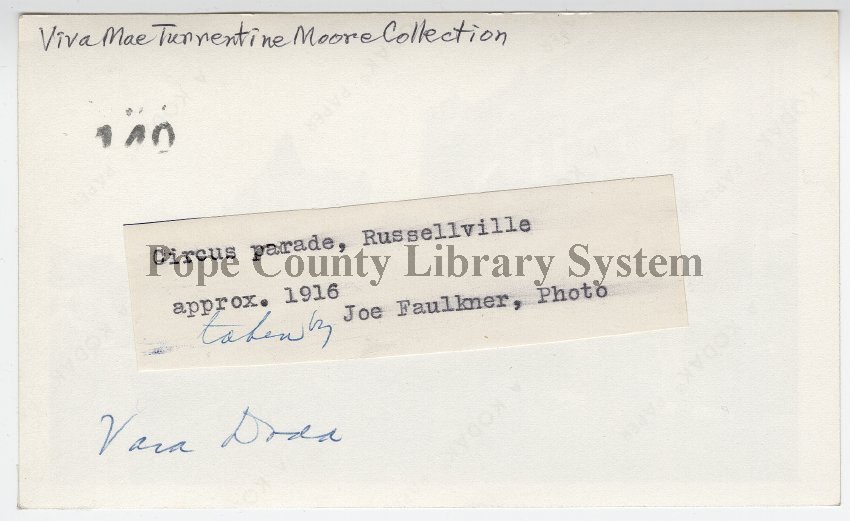 Viva Mae Turrentine Moore Collection
140
Circus parade, Russellville
Pope County Library System
approx. 1916
taken by Joe Faulkner, Photo
Vara Dodd